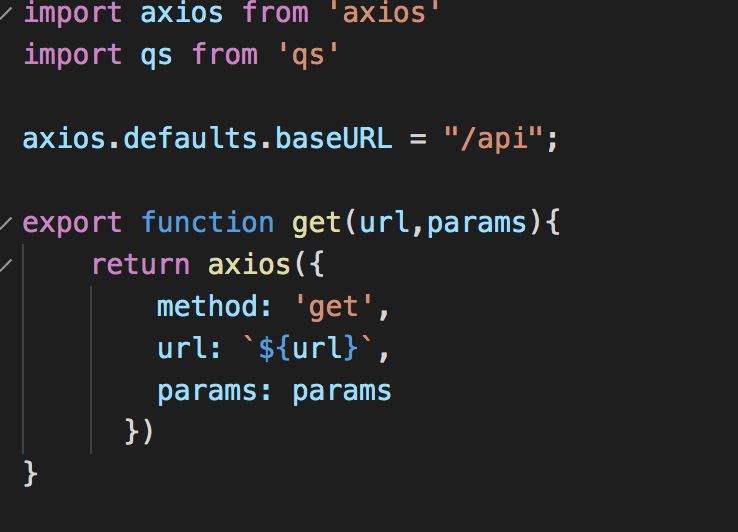 import axios from 'axios'
import qs from 'qs'
axios.defaults.baseURL = "/api";
export function get(url,params){
return axios({
method: 'get',
url: `${url}`,
params: params
})
}